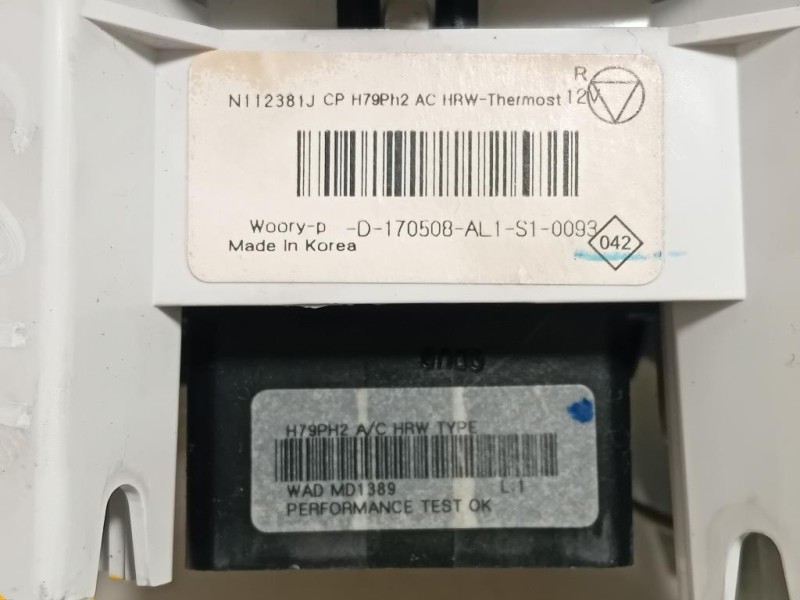 R
N112381J CP H79Ph2 AC HRW-Thermost 12V
Woory-p -D-170508-AL1-S1-0093
Made In Korea
042
H79PH2 A/C HRW TYPE
WAD MD1389 L:1
PERFORMANCE TEST OK